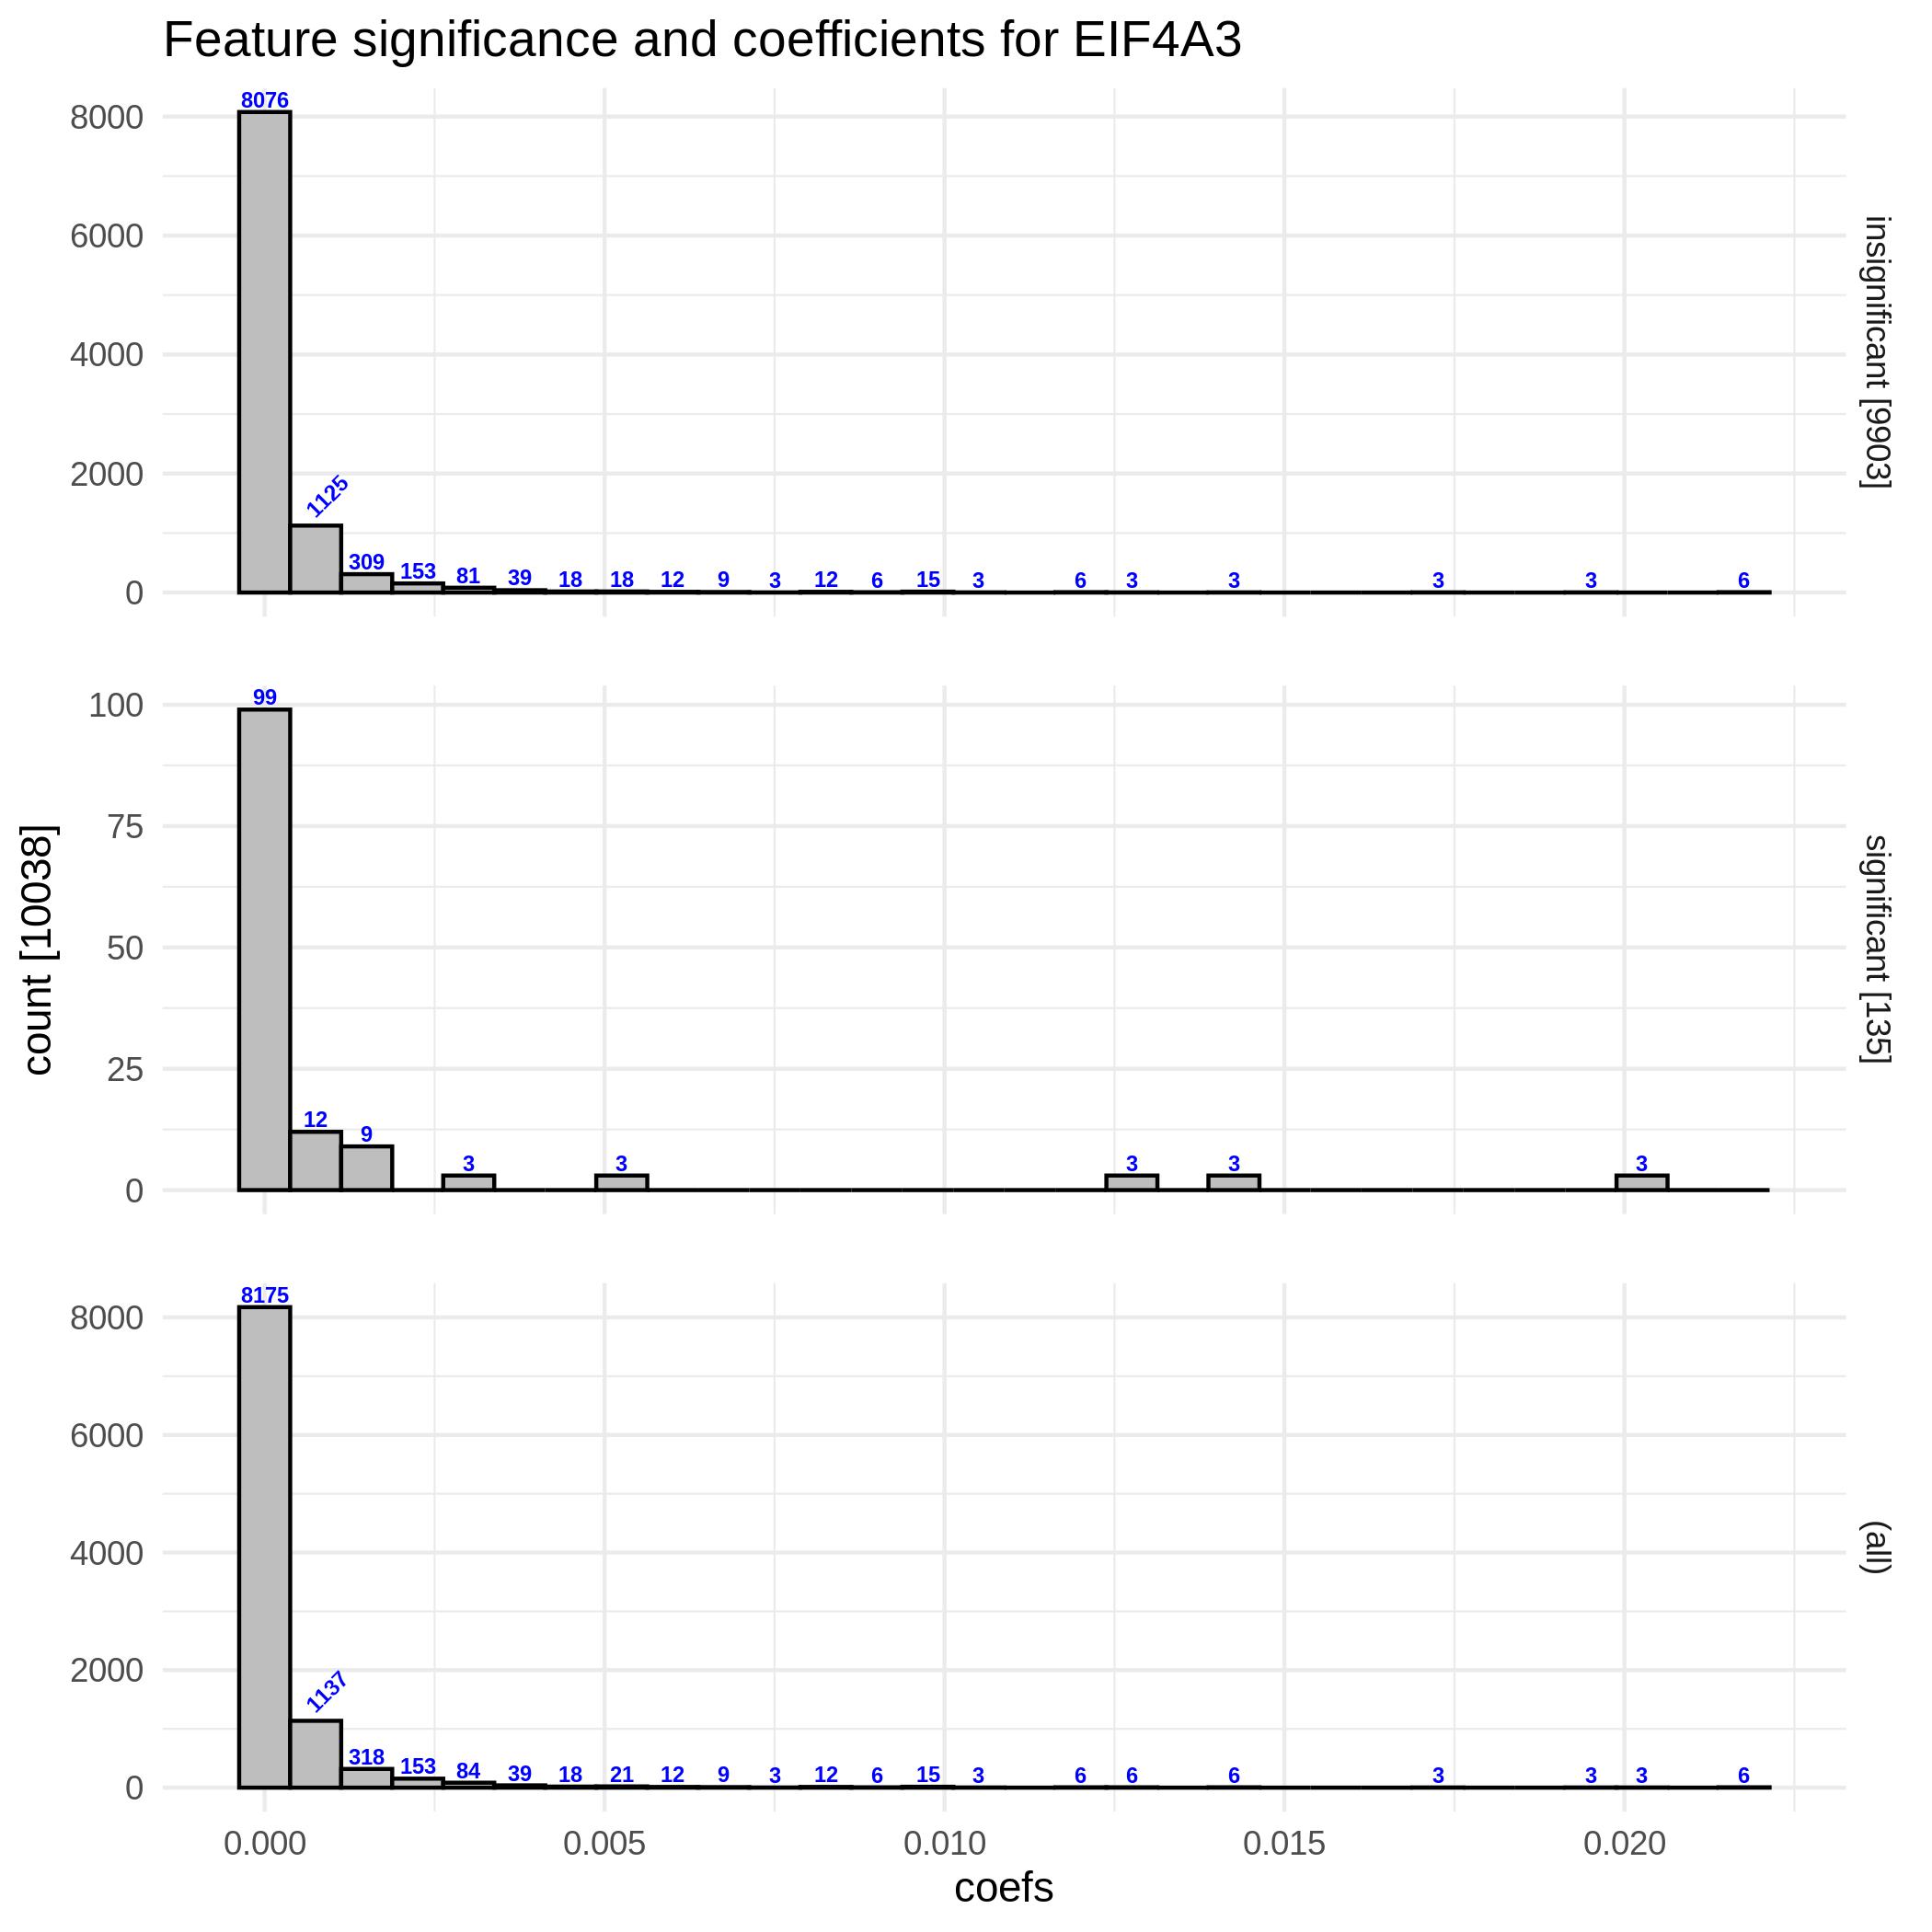 Feature significance and coefficients for EIF4A3
8076
8000
6000
4000
2000
0
1125
309 153 81 39 18 18 12 9 3 12 6 15 3 6 3 3 3 3 6
insignificant [9903]
99
100
75
50
25
0
12 9 3 3 3 3 3
significant [135]
count [10038]
8175
8000
6000
4000
2000
0
1137
318 153 84 39 18 21 12 9 3 12 6 15 3 6 6 6 3 3 3 6
(all)
0.000 0.005 0.010 0.015 0.020
coefs